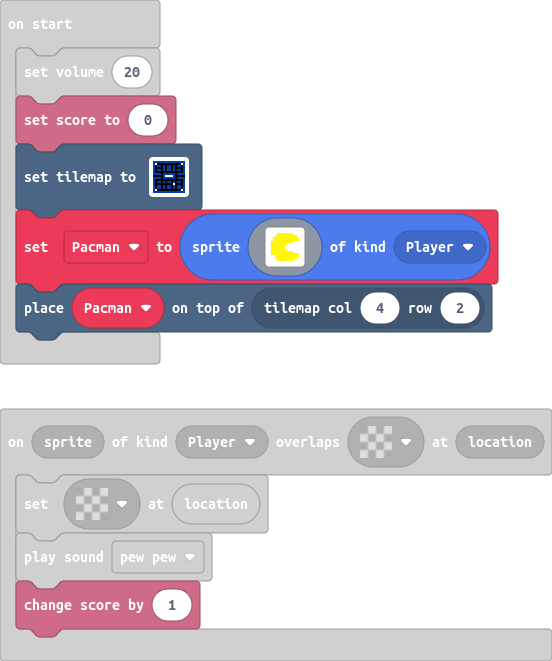 on start
set volume 20
set score to 0
set tilemap to
set Pacman to sprite of kind Player
place Pacman on top of tilemap col 4 row 2
on sprite of kind Player overlaps at location
set at location
play sound pew pew
change score by 1